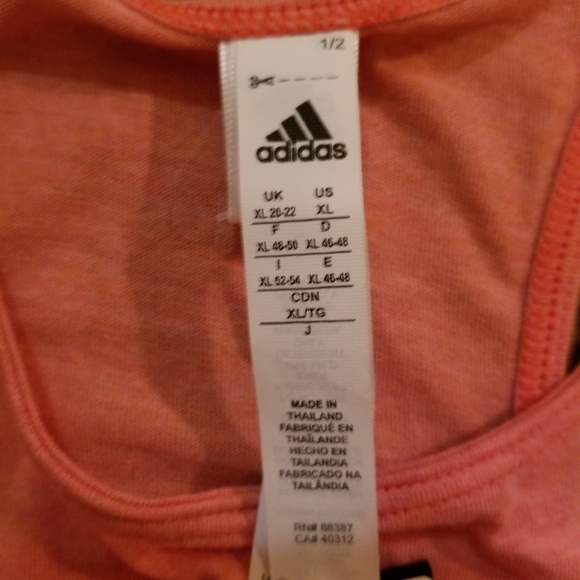 1/2
adidas
UK US
XL 20-22 XL
F D
XL 48-50 XL 46-48
I E
XL 52-54 XL 46-48
CDN
XL/TG
J
MADE IN
THAILAND
FABRIQUÉ EN
THAÏLANDE
HECHO EN
TAILANDIA
FABRICADO NA
TAILÂNDIA
RN# 88387
CA# 40312